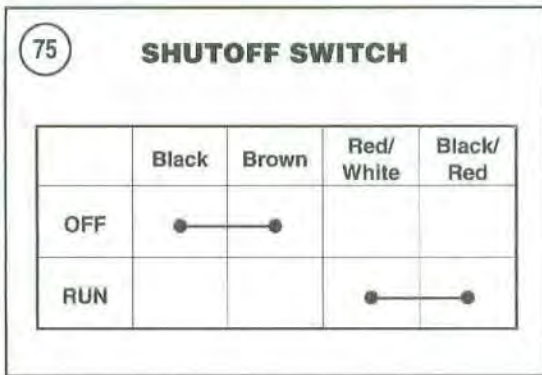 75
SHUTOFF SWITCH
Black Brown Red/ Black/
White Red
OFF
RUN